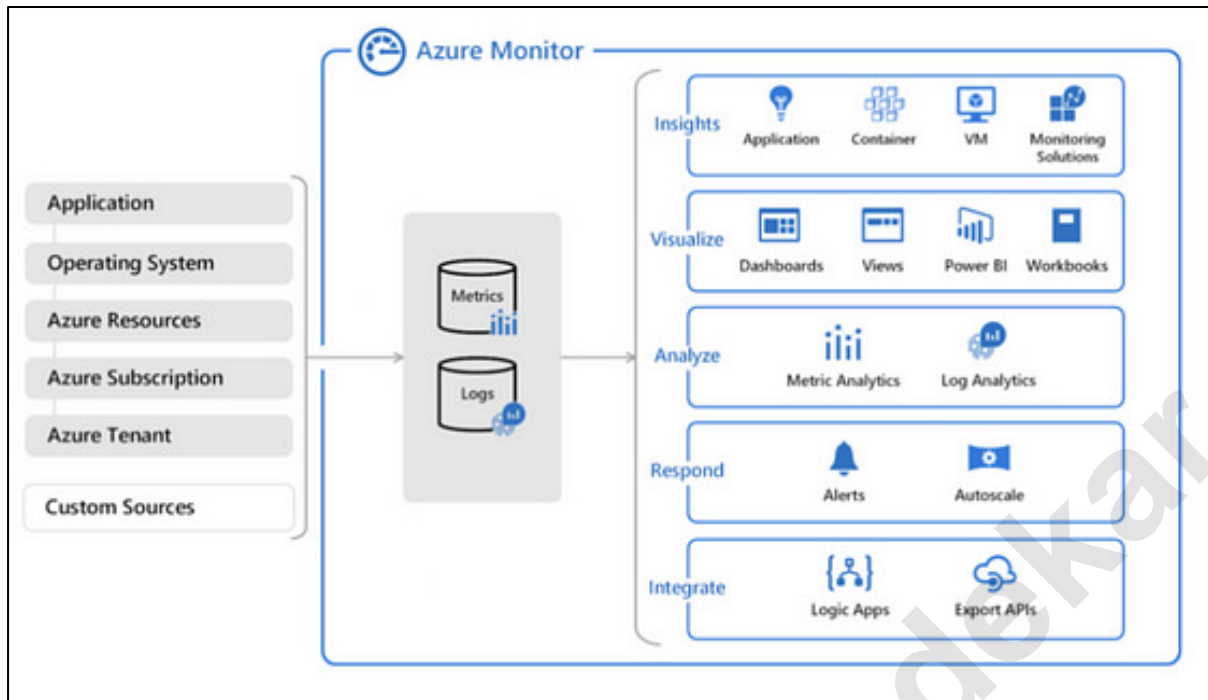 Azure Monitor
Application
Operating System
Azure Resources
Azure Subscription
Azure Tenant
Custom Sources
Metrics
Logs
Insights
Application
Container
VM
Monitoring
Solutions
Visualize
Dashboards
Views
Power BI
Workbooks
Analyze
Metric Analytics
Log Analytics
Respond
Alerts
Autoscale
Integrate
Logic Apps
Export APIs
dekar